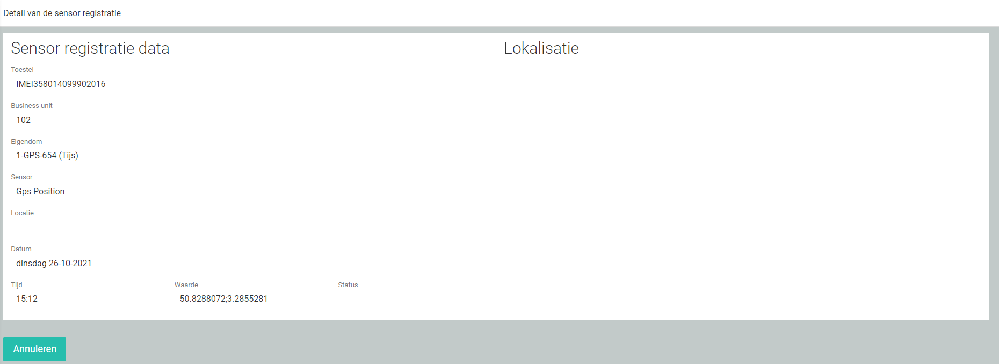 Detail van de sensor registratie
Sensor registratie data
Toestel
IMEI358014099902016
Business unit
102
Eigendom
1-GPS-654 (Tijs)
Sensor
Gps Position
Locatie
Datum
dinsdag 26-10-2021
Tijd Waarde Status
15:12 50.8288072;3.2855281
Lokalisatie
Annuleren